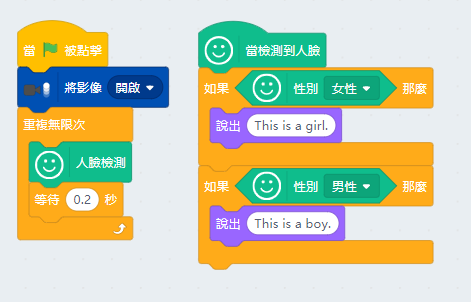 當 被點擊
將影像 開啟
重複無限次
人臉檢測
等待 0.2 秒
當檢測到人臉
如果 性別 女性 那麼
說出 This is a girl.
如果 性別 男性 那麼
說出 This is a boy.